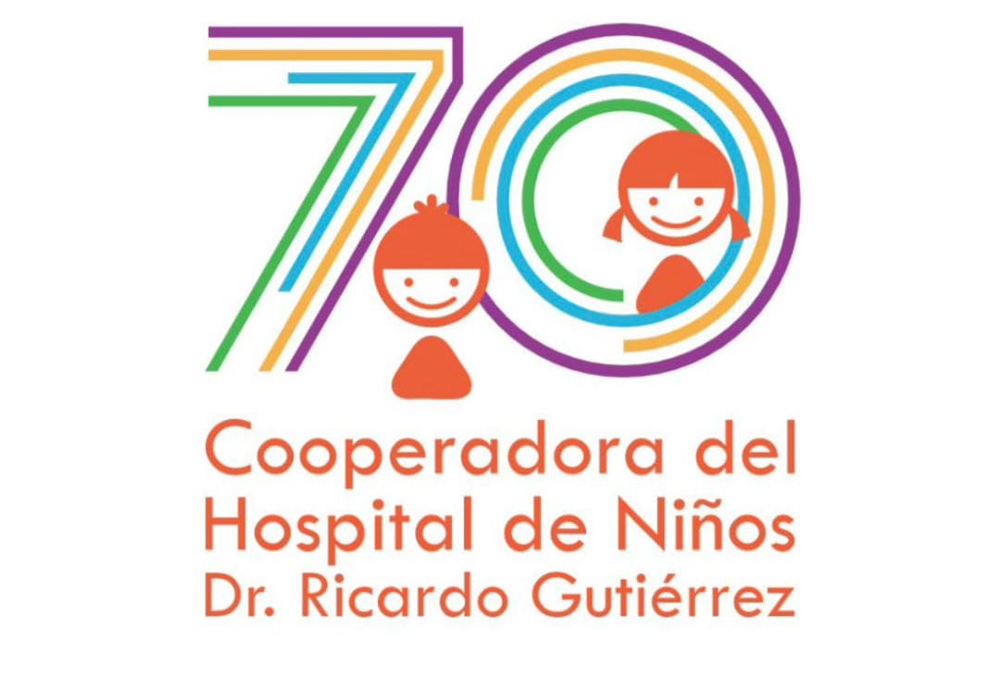 70
Cooperadora del
Hospital de Niños
Dr. Ricardo Gutiérrez